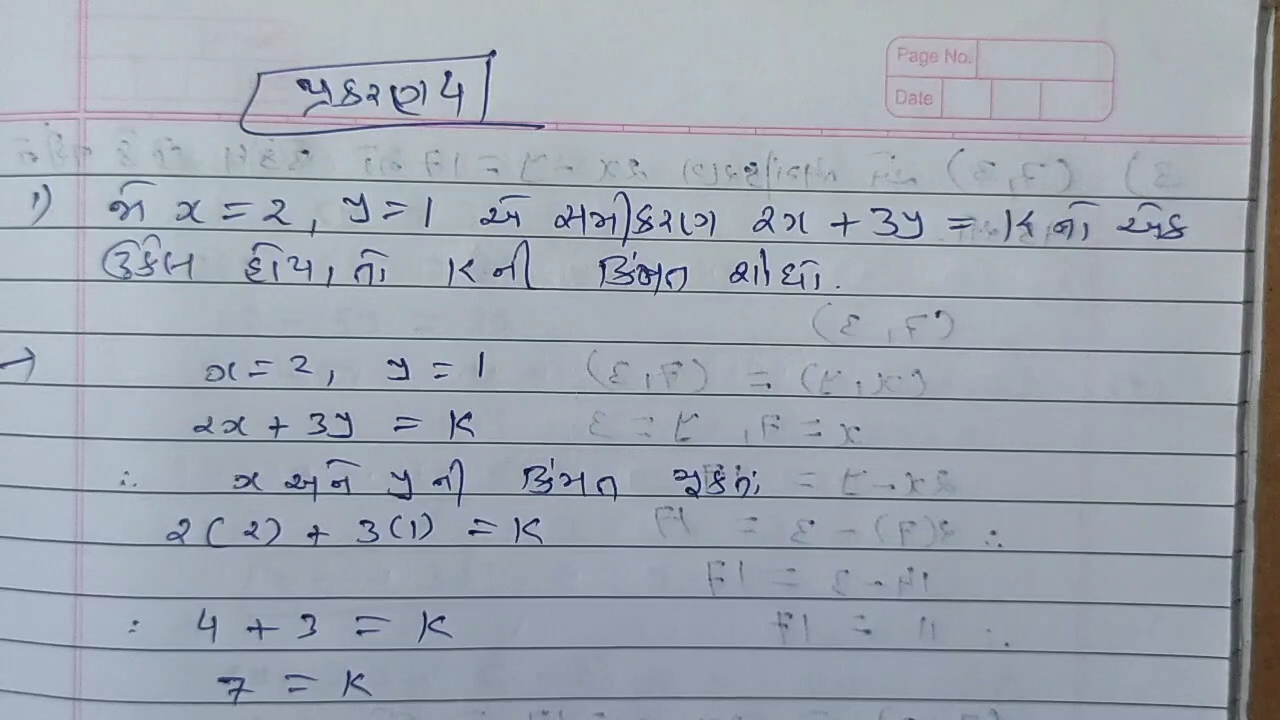 પ્રકરણ 4
Page No.
Date
1) જો x = 2, y = 1 એ સમીકરણ 2x + 3y = K નો એક
ઉકેલ હોય, તો K ની કિંમત શોધો.
→ x = 2, y = 1
2x + 3y = K
∴ x અને y ની કિંમત મૂકતાં
2(2) + 3(1) = K
: 4 + 3 = K
7 = K